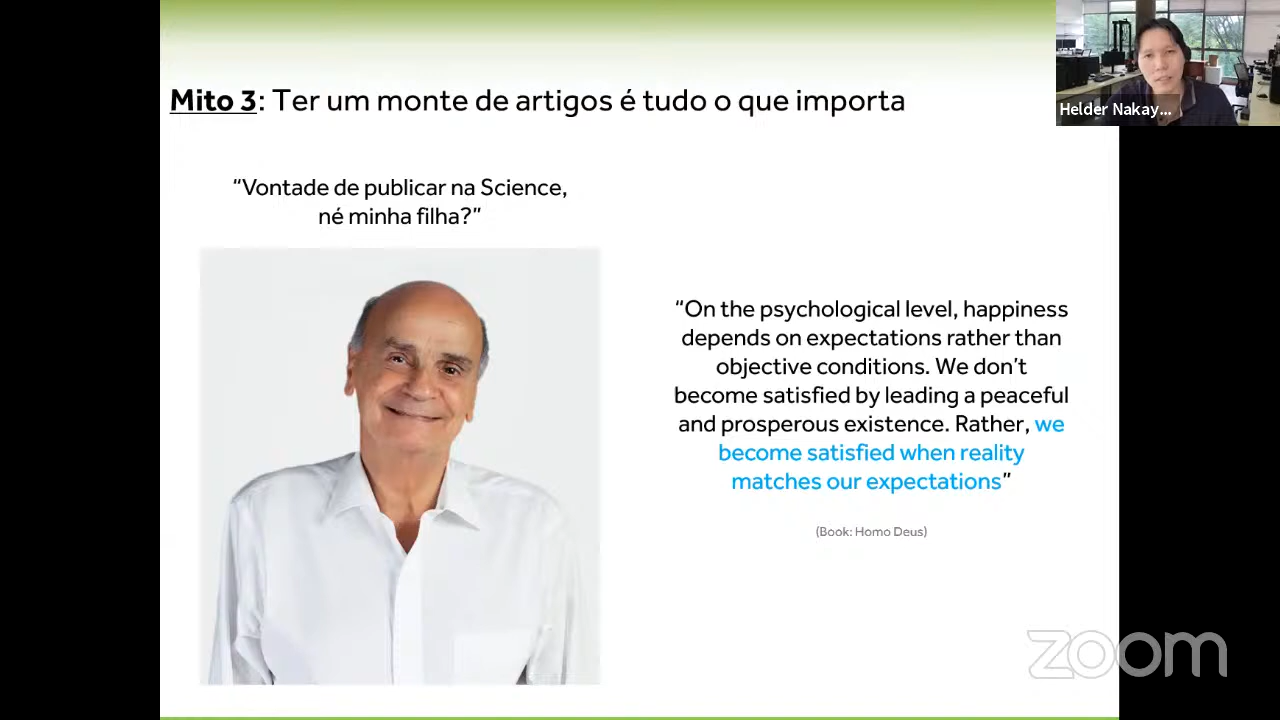 Mito 3: Ter um monte de artigos é tudo o que importa
Helder Nakay...
“Vontade de publicar na Science,
né minha filha?”
“On the psychological level, happiness
depends on expectations rather than
objective conditions. We don’t
become satisfied by leading a peaceful
and prosperous existence. Rather, we
become satisfied when reality
matches our expectations”
(Book: Homo Deus)
zoom